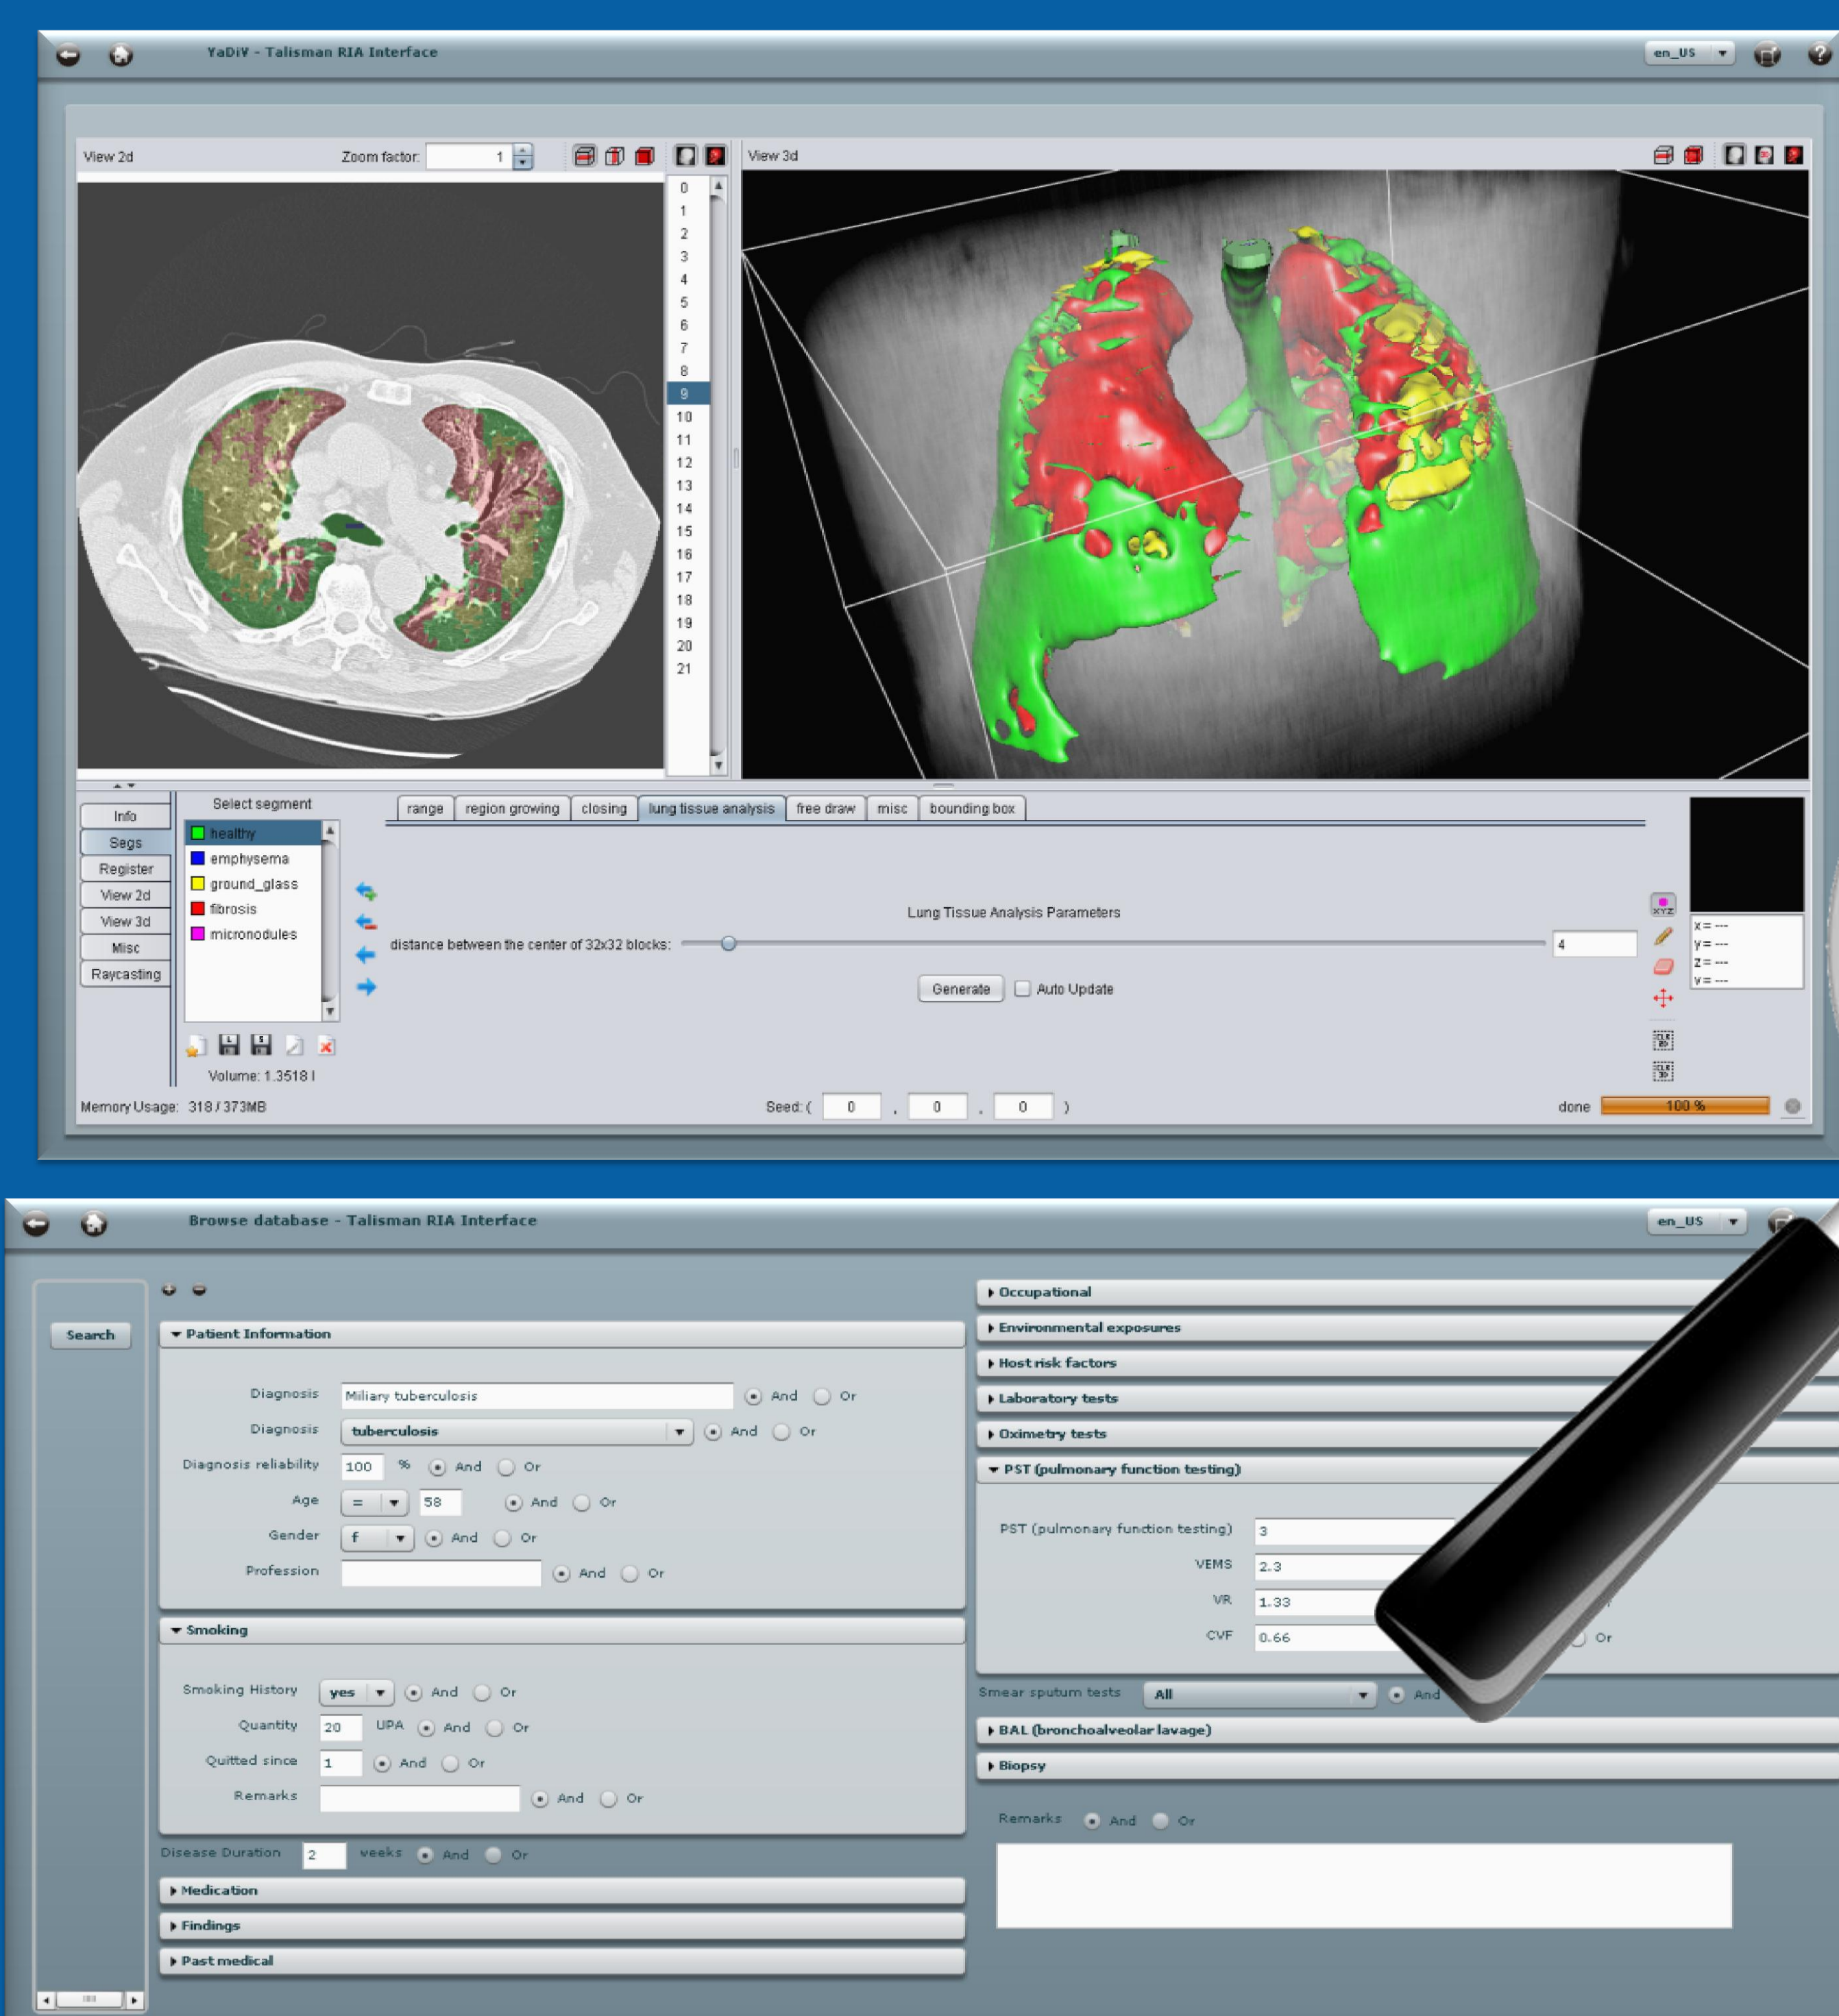 YaDiV - Talisman RIA Interface
en_US
?
View 2d
Zoom factor:
1
View 3d
0
1
2
3
4
5
6
7
8
9
10
11
12
13
14
15
16
17
18
19
20
21
Info
Segs
Register
View 2d
View 3d
Misc
Raycasting
Select segment
healthy
emphysema
ground_glass
fibrosis
micronodules
Volume: 1.3518 l
range
region growing
closing
lung tissue analysis
free draw
misc
bounding box
Lung Tissue Analysis Parameters
distance between the center of 32x32 blocks:
4
Generate
Auto Update
XYZ
x = ---
y = ---
z = ---
v = ---
Memory Usage: 318 / 373MB
Seed: ( 0 , 0 , 0 )
done
100 %
Browse database - Talisman RIA Interface
en_US
Search
Patient Information
Diagnosis Miliary tuberculosis And Or
Diagnosis tuberculosis And Or
Diagnosis reliability 100 % And Or
Age = 58 And Or
Gender f And Or
Profession And Or
Smoking
Smoking History yes And Or
Quantity 20 UPA And Or
Quitted since 1 And Or
Remarks And Or
Disease Duration 2 weeks And Or
Medication
Findings
Past medical
Occupational
Environmental exposures
Host risk factors
Laboratory tests
Oximetry tests
PST (pulmonary function testing)
PST (pulmonary function testing) 3
VEMS 2.3
VR 1.33
CVF 0.66 Or
Smear sputum tests All And
BAL (bronchoalveolar lavage)
Biopsy
Remarks And Or